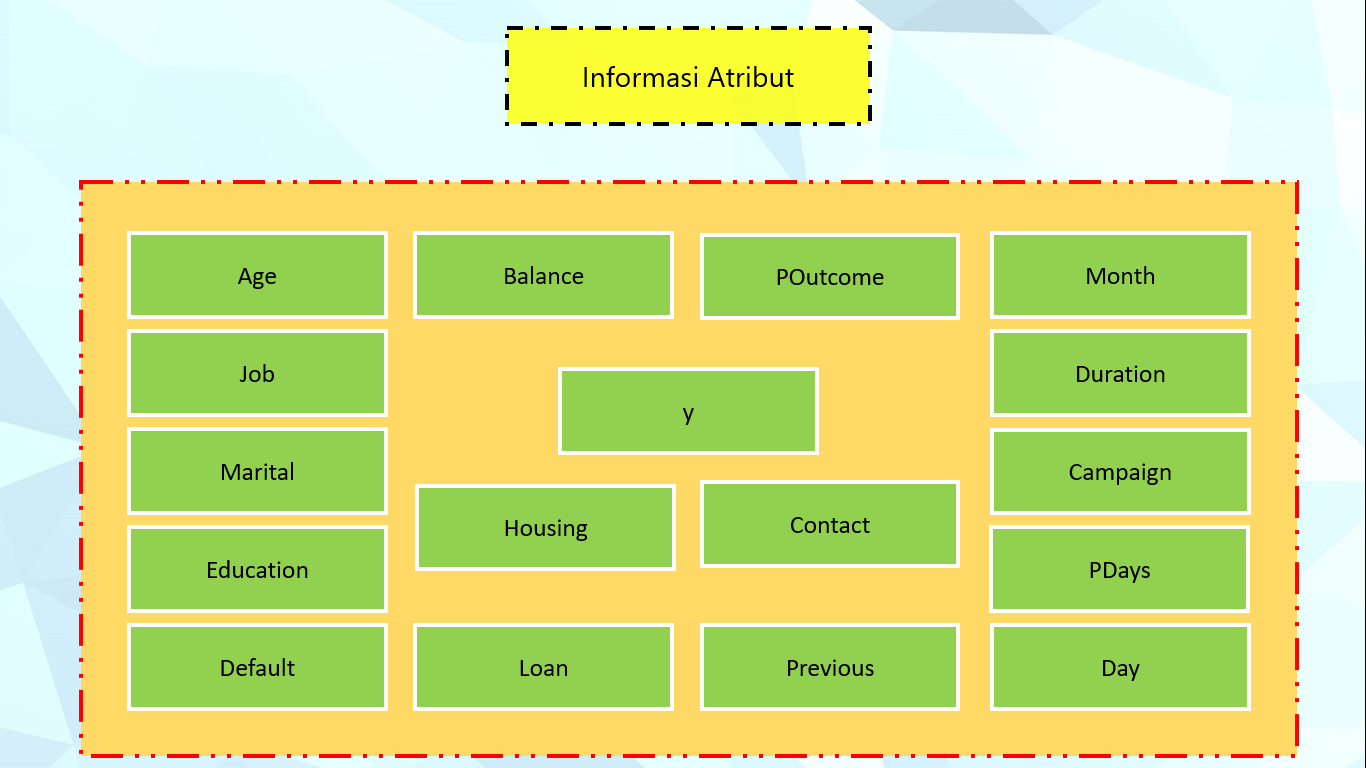 Informasi Atribut
Age
Balance
POutcome
Month
Job
Duration
y
Marital
Campaign
Housing
Contact
Education
PDays
Default
Loan
Previous
Day